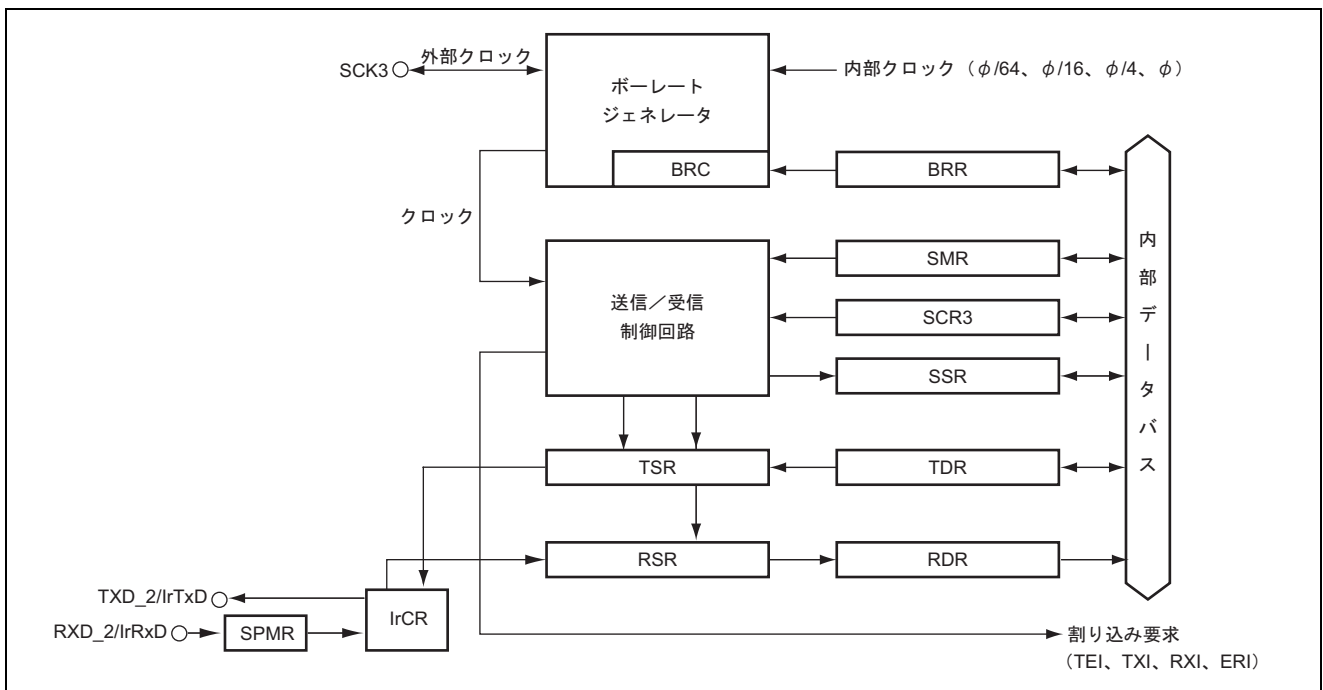 SCK3
外部クロック
内部クロック（φ/64、φ/16、φ/4、φ）
ボーレート
ジェネレータ
BRC
BRR
クロック
内部データバス
SMR
送信／受信
制御回路
SCR3
SSR
TSR
TDR
RSR
RDR
TXD_2/IrTxD
IrCR
RXD_2/IrRxD
SPMR
割り込み要求
（TEI、TXI、RXI、ERI）